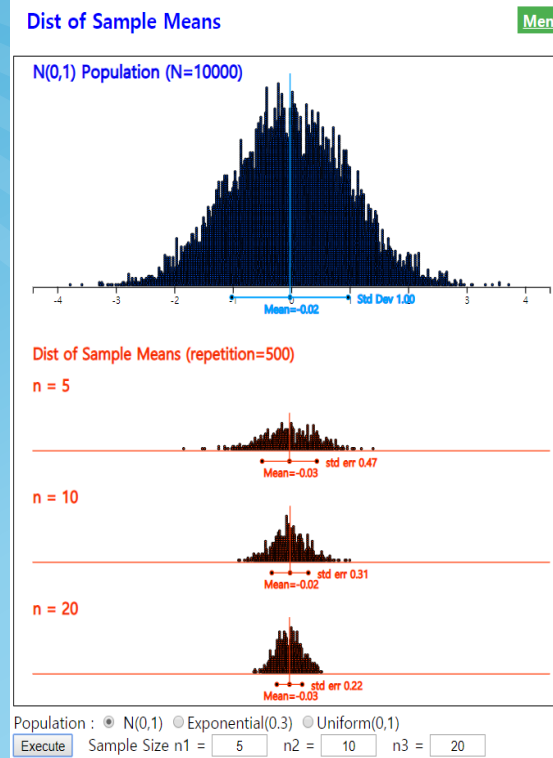 Dist of Sample Means
Men
N(0,1) Population (N=10000)
-4 -3 -2 -1 0 1 2 3 4
Std Dev 1.00
Mean=-0.02
Dist of Sample Means (repetition=500)
n = 5
std err 0.47
Mean=-0.03
n = 10
std err 0.31
Mean=-0.02
n = 20
std err 0.22
Mean=-0.03
Population : N(0,1) Exponential(0.3) Uniform(0,1)
Execute Sample Size n1 = 5 n2 = 10 n3 = 20